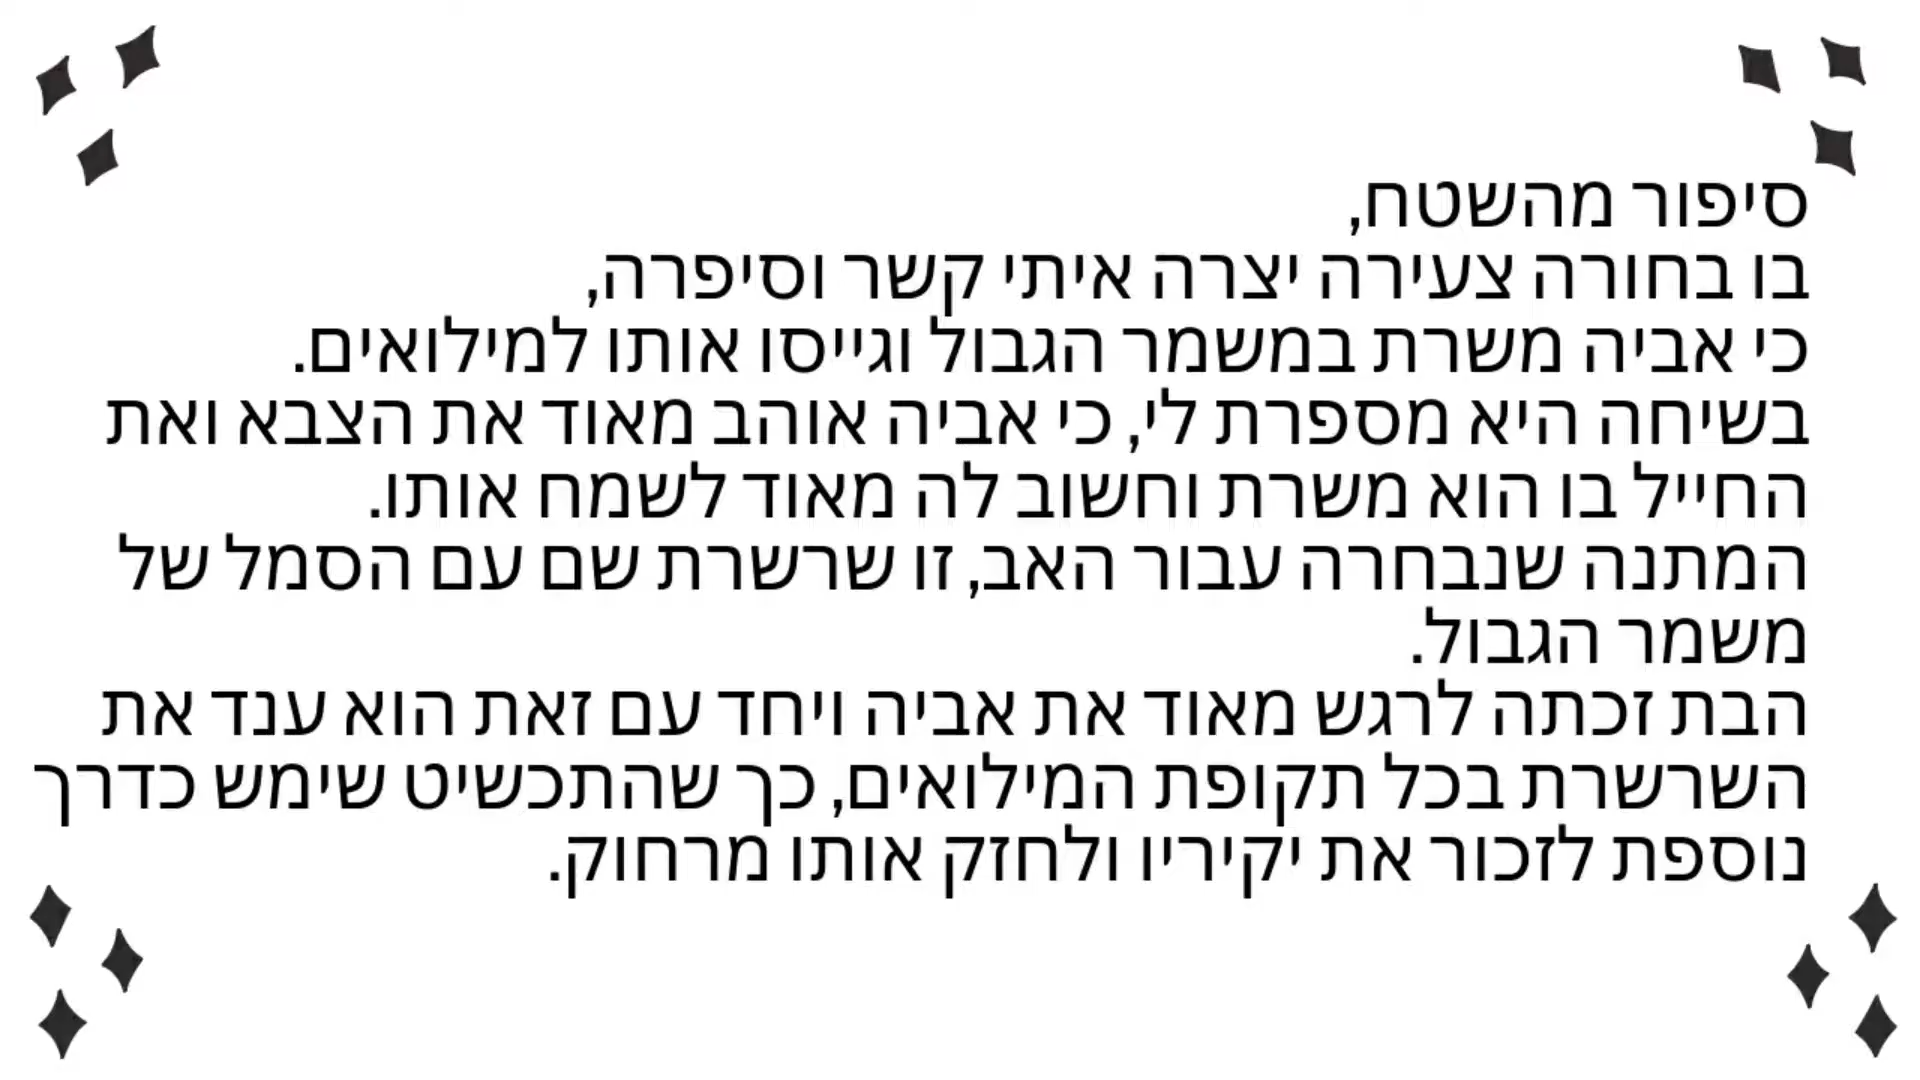 סיפור מהשטח,
בו בחורה צעירה יצרה איתי קשר וסיפרה,
כי אביה משרת במשמר הגבול וגייסו אותו למילואים.
בשיחה היא מספרת לי, כי אביה אוהב מאוד את הצבא ואת
החייל בו הוא משרת וחשוב לה מאוד לשמח אותו.
המתנה שנבחרה עבור האב, זו שרשרת שם עם הסמל של
משמר הגבול.
הבת זכתה לרגש מאוד את אביה ויחד עם זאת הוא ענד את
השרשרת בכל תקופת המילואים, כך שהתכשיט שימש כדרך
נוספת לזכור את יקיריו ולחזק אותו מרחוק.